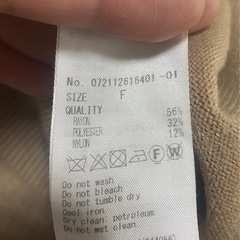 No. 072112616401-01
SIZE F
QUALITY
RAYON 56%
POLYESTER 32%
NYLON 12%
F W
Do not wash
Do not bleach
Do not tumble dry
Cool iron.
Dry clean: petroleum.
Do not wet clean